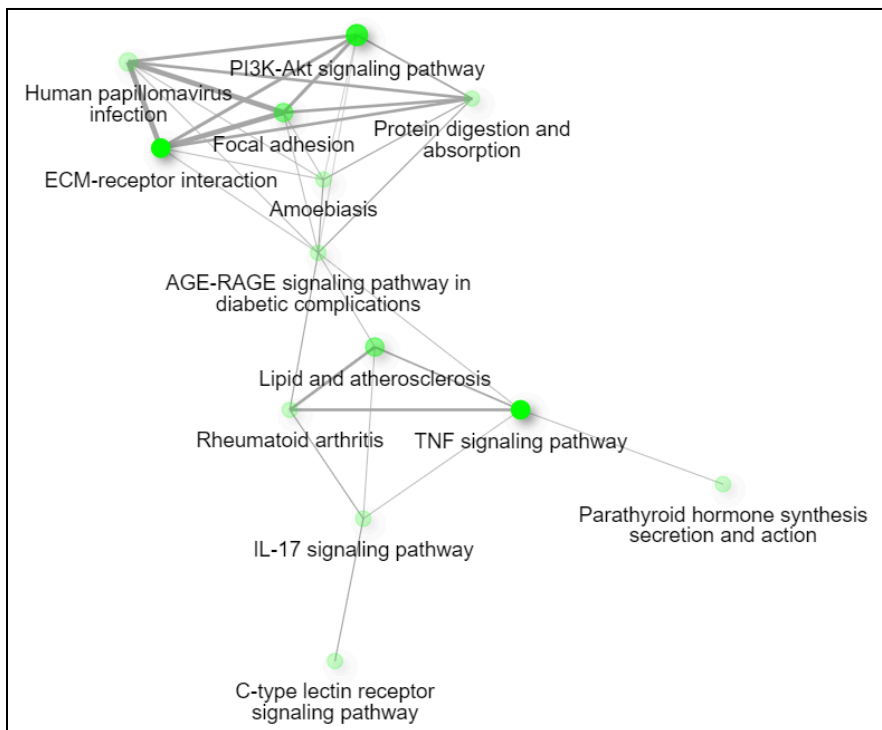 PI3K-Akt signaling pathway
Human papillomavirus
infection
Protein digestion and
absorption
Focal adhesion
ECM-receptor interaction
Amoebiasis
AGE-RAGE signaling pathway in
diabetic complications
Lipid and atherosclerosis
Rheumatoid arthritis
TNF signaling pathway
Parathyroid hormone synthesis
secretion and action
IL-17 signaling pathway
C-type lectin receptor
signaling pathway